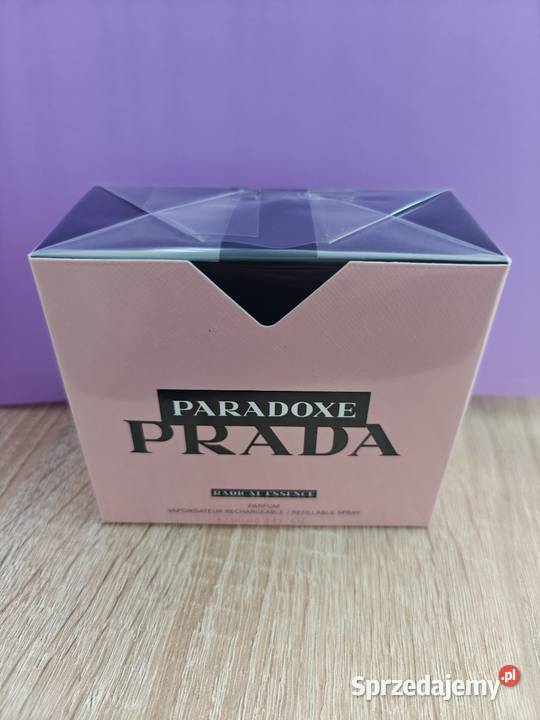 PARADOXE
PRADA
RADICAL ESSENCE
PARFUM
VAPORISATEUR RECHARGEABLE / REFILLABLE SPRAY
Sprzedajemy.pl